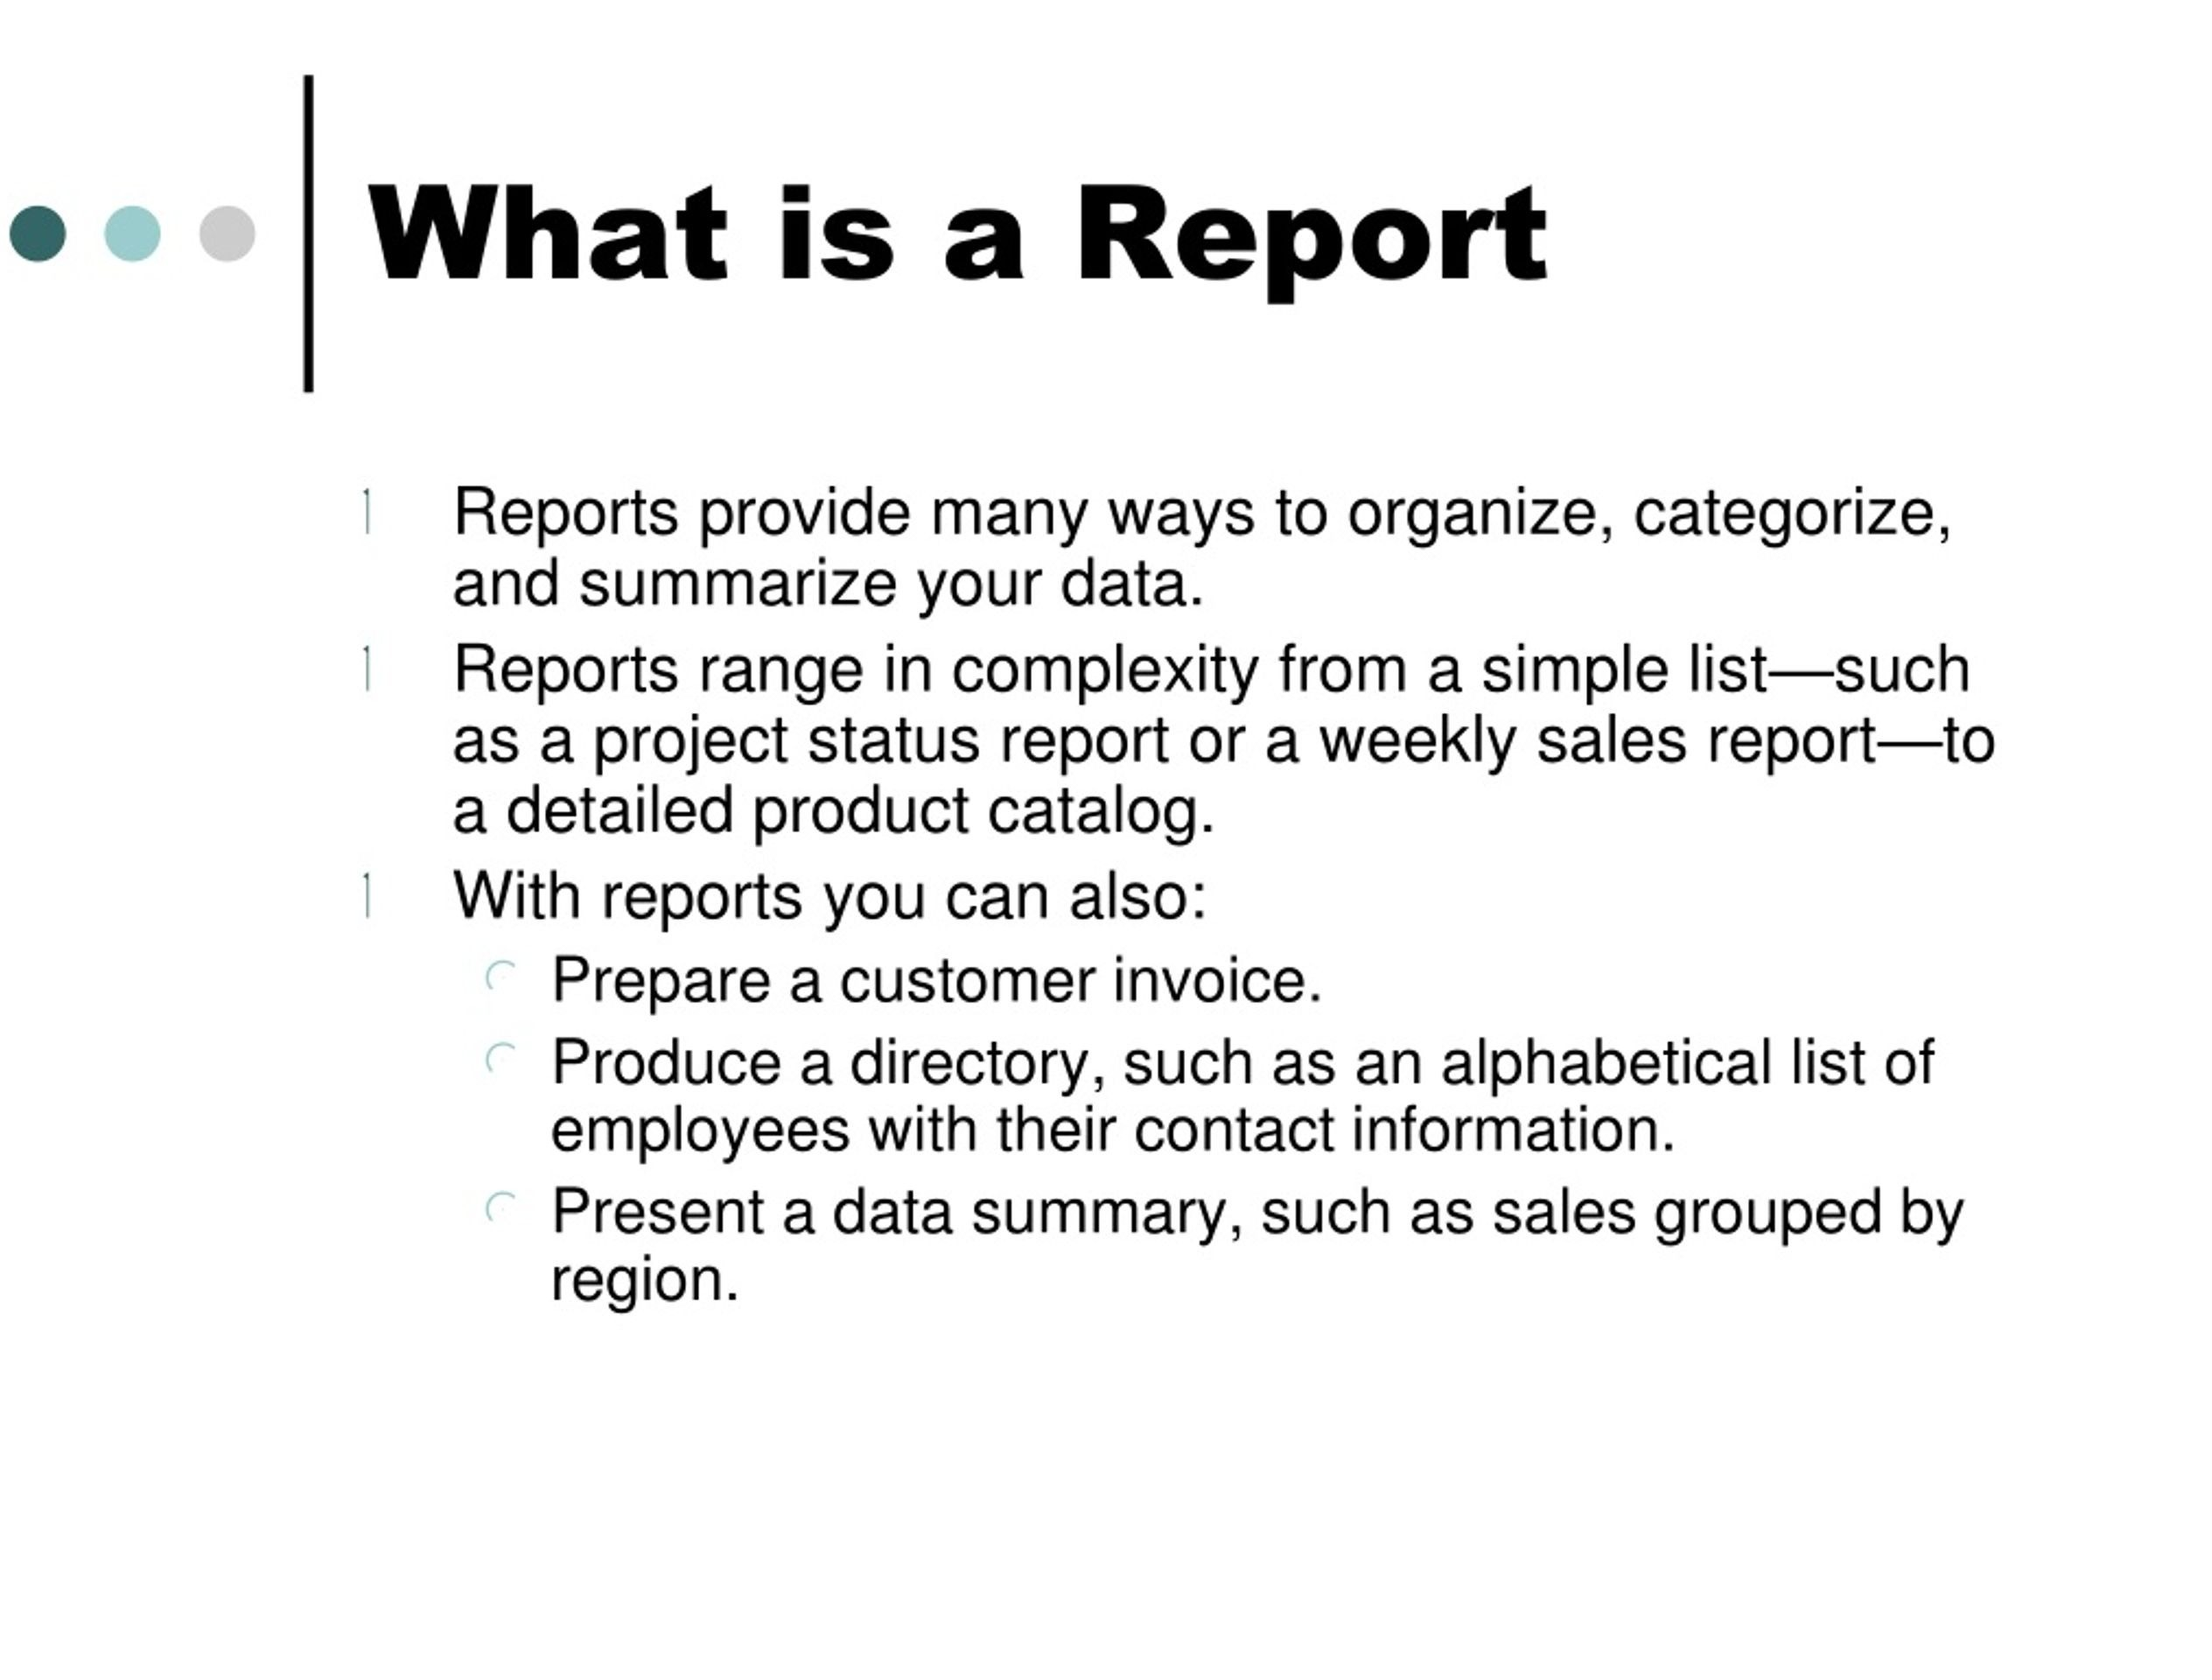 What is a Report
l Reports provide many ways to organize, categorize,
and summarize your data.
l Reports range in complexity from a simple list—such
as a project status report or a weekly sales report—to
a detailed product catalog.
l With reports you can also:
Prepare a customer invoice.
Produce a directory, such as an alphabetical list of
employees with their contact information.
Present a data summary, such as sales grouped by
region.